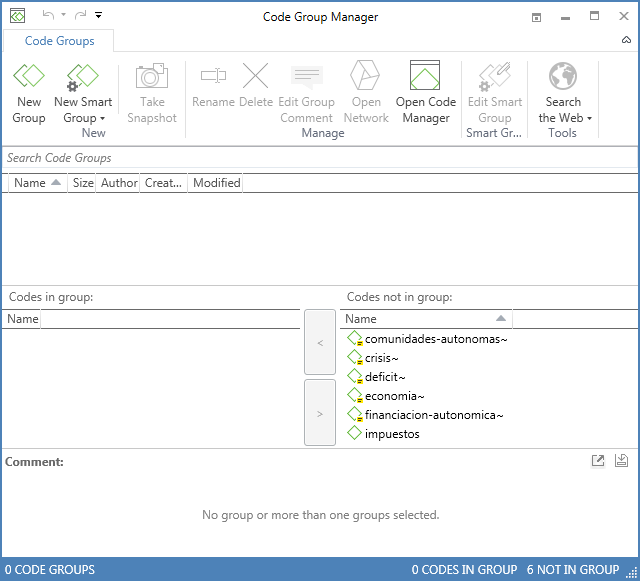 Code Group Manager
Code Groups
New Group
New Smart Group
Take Snapshot
Rename
Delete
Edit Group Comment
Open Network
Open Code Manager
Edit Smart Group
Search the Web
New
Manage
Smart Gr...
Tools
Search Code Groups
Name Size Author Creat... Modified
Codes in group:
Name
<
>
Codes not in group:
Name
comunidades-autonomas~
crisis~
deficit~
economia~
financiacion-autonomica~
impuestos
Comment:
No group or more than one groups selected.
0 CODE GROUPS
0 CODES IN GROUP 6 NOT IN GROUP